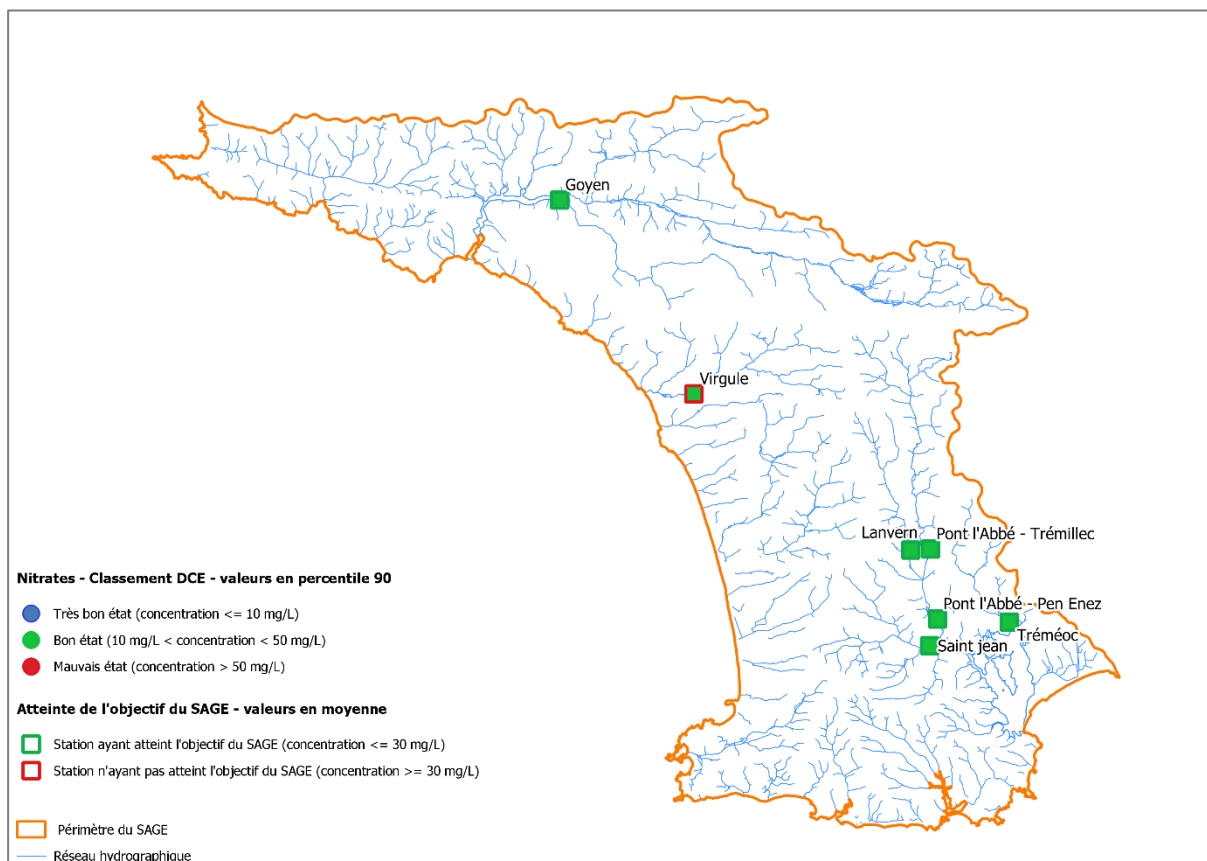 Goyen
Virgule
Lanvern
Pont l'Abbé - Trémillec
Pont l'Abbé - Pen Enez
Tréméoc
Saint jean
Nitrates - Classement DCE - valeurs en percentile 90
Très bon état (concentration <= 10 mg/L)
Bon état (10 mg/L < concentration < 50 mg/L)
Mauvais état (concentration > 50 mg/L)
Atteinte de l'objectif du SAGE - valeurs en moyenne
Station ayant atteint l'objectif du SAGE (concentration <= 30 mg/L)
Station n'ayant pas atteint l'objectif du SAGE (concentration >= 30 mg/L)
Périmètre du SAGE
Réseau hydrographique